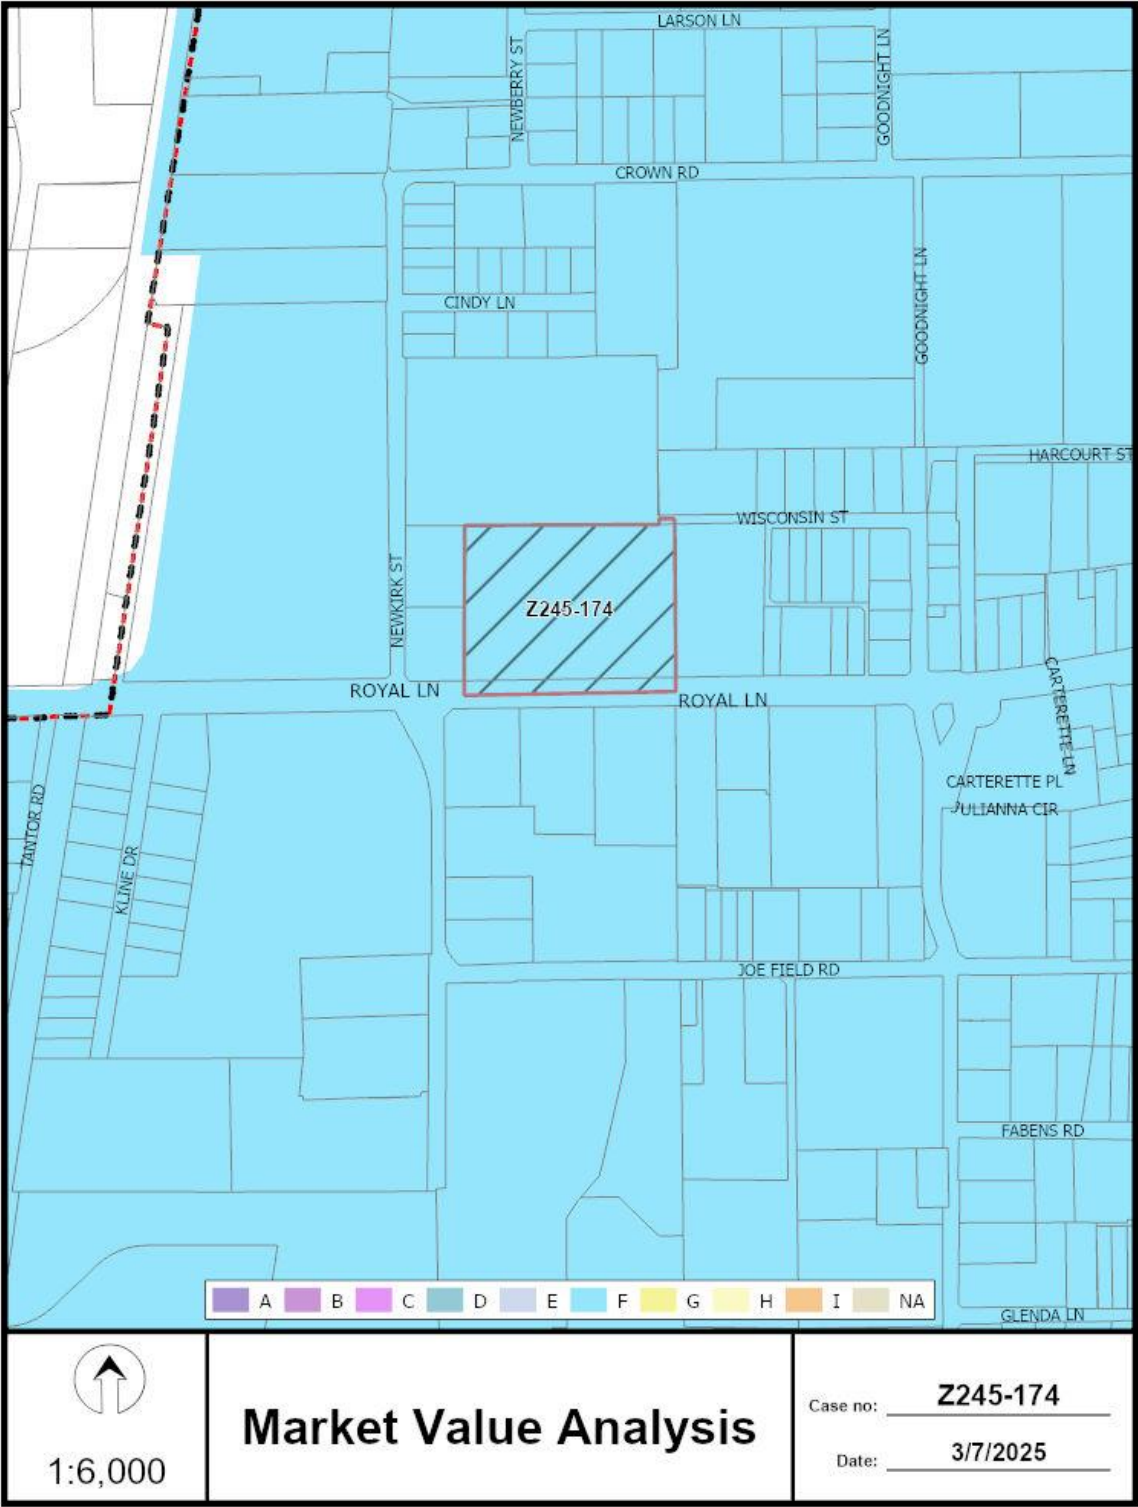 LARSON LN
NEWBERRY ST
GOODNIGHT LN
CROWN RD
GOODNIGHT LN
CINDY LN
HARCOURT ST
WISCONSIN ST
NEWKIRK ST
Z245-174
ROYAL LN
ROYAL LN
CARTERETTE LN
CARTERETTE PL
JULIANNA CIR
TANTOR RD
KLINE DR
JOE FIELD RD
FABENS RD
A B C D E F G H I NA
GLENDA LN
1:6,000
Market Value Analysis
Case no: Z245-174
Date: 3/7/2025